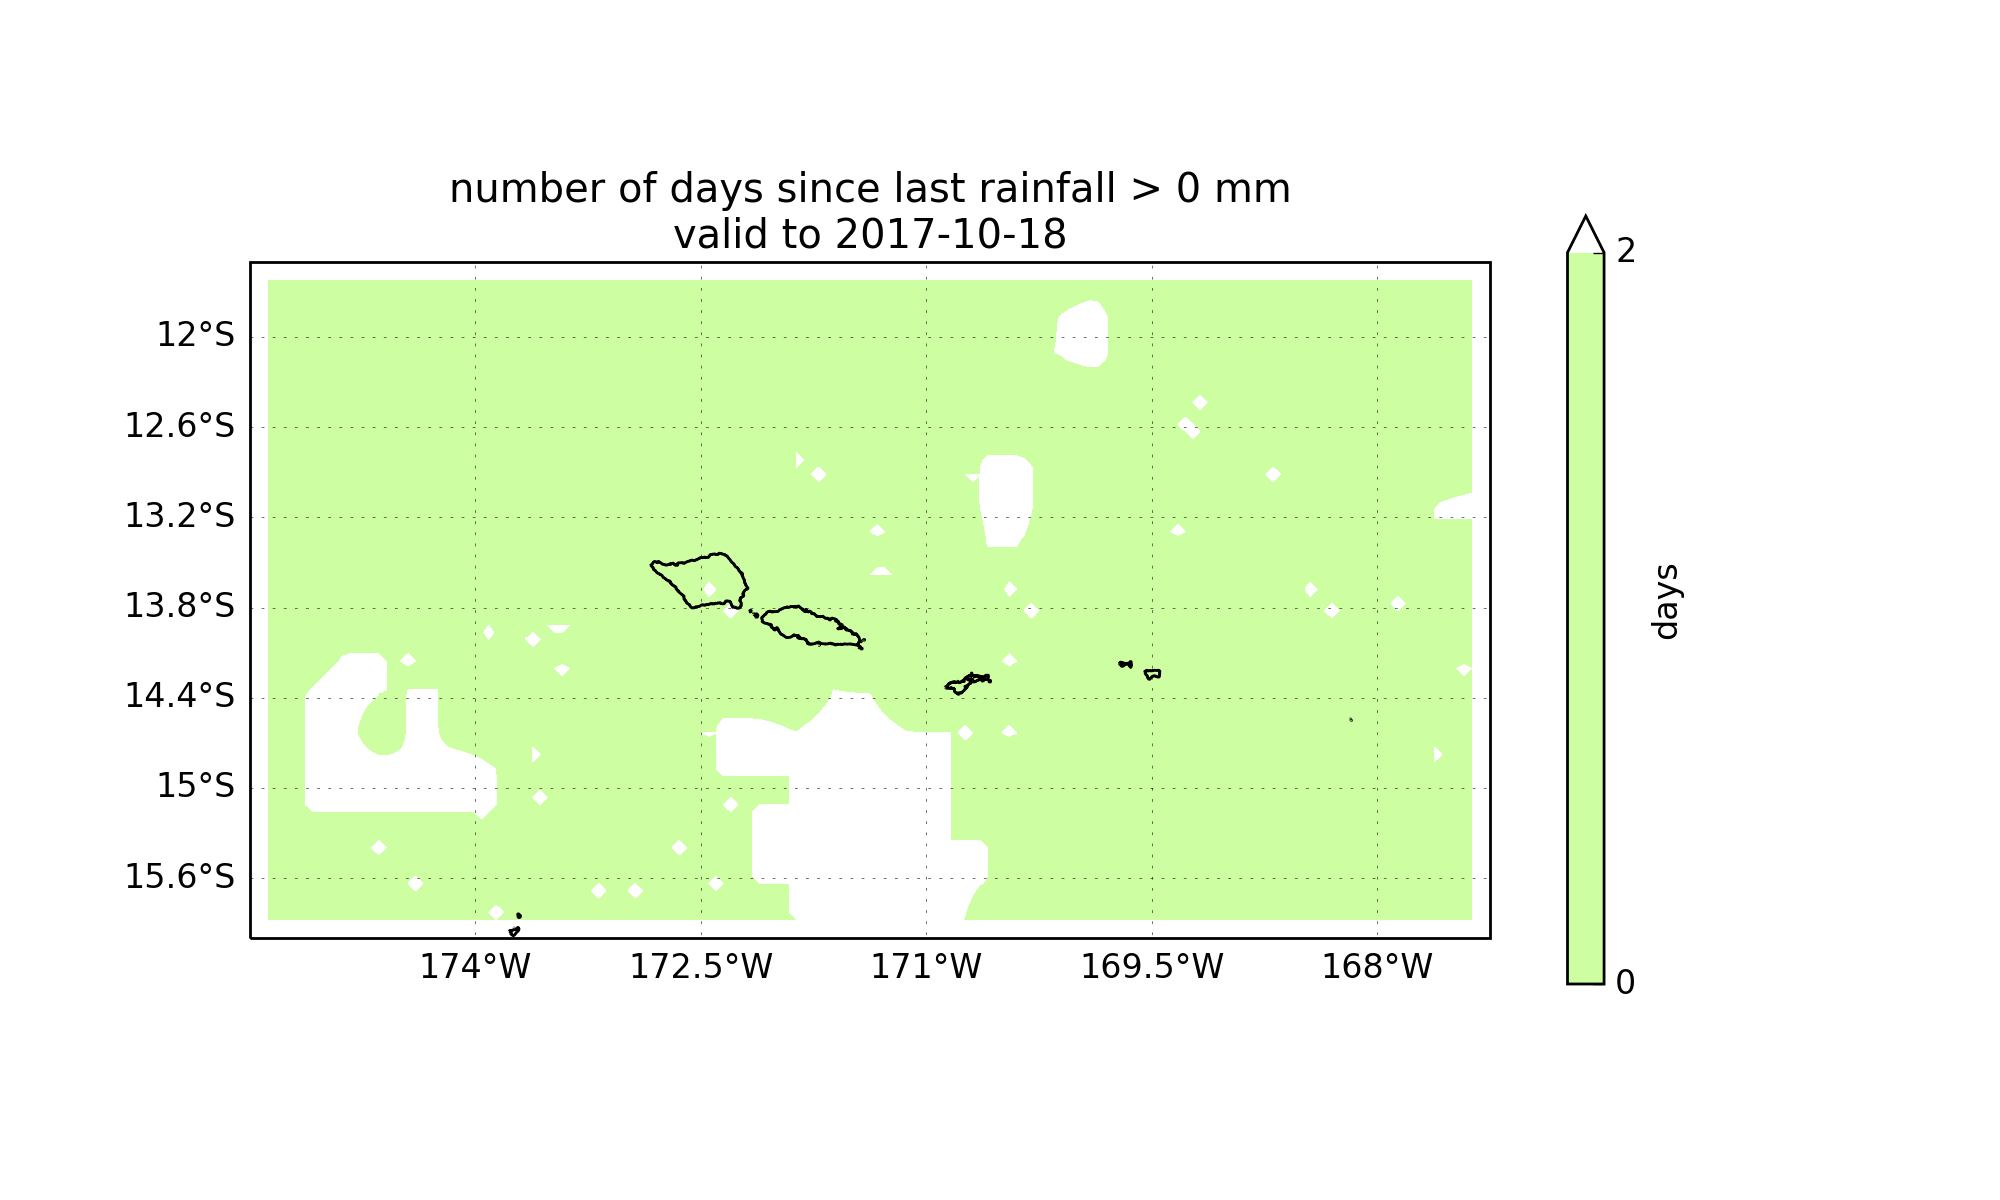 number of days since last rainfall > 0 mm
valid to 2017-10-18
2
12°S
12.6°S
13.2°S
13.8°S
14.4°S
15°S
15.6°S
days
174°W 172.5°W 171°W 169.5°W 168°W
0